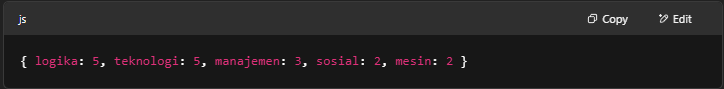 js
Copy
Edit
{ logika: 5, teknologi: 5, manajemen: 3, sosial: 2, mesin: 2 }